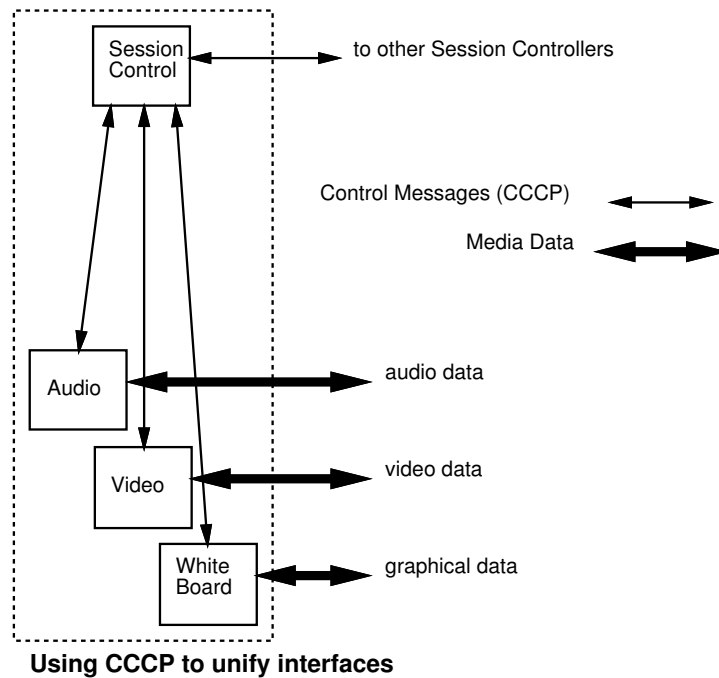 Session
Control
to other Session Controllers
Control Messages (CCCP)
Media Data
Audio
audio data
Video
video data
White
Board
graphical data
Using CCCP to unify interfaces